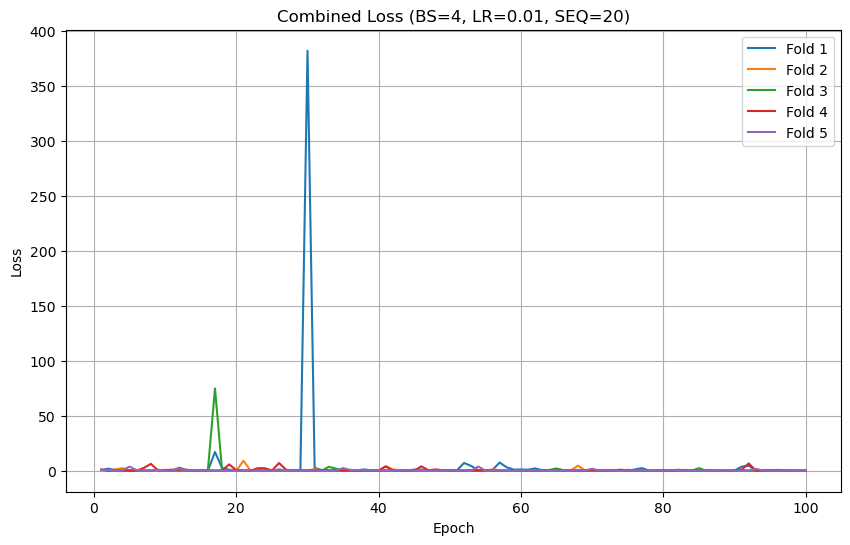 Combined Loss (BS=4, LR=0.01, SEQ=20)
400
350
300
250
200
150
100
50
0
Loss
Fold 1
Fold 2
Fold 3
Fold 4
Fold 5
0 20 40 60 80 100
Epoch